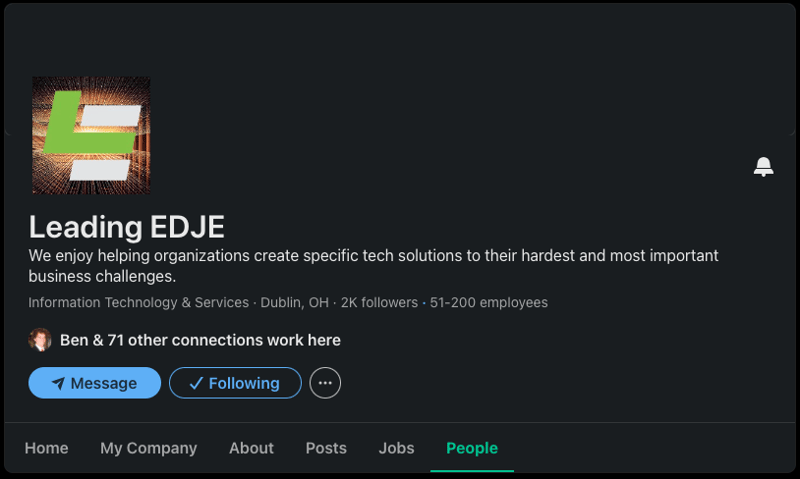 Leading EDJE
We enjoy helping organizations create specific tech solutions to their hardest and most important
business challenges.
Information Technology & Services · Dublin, OH · 2K followers · 51-200 employees
Ben & 71 other connections work here
Message
Following
Home
My Company
About
Posts
Jobs
People